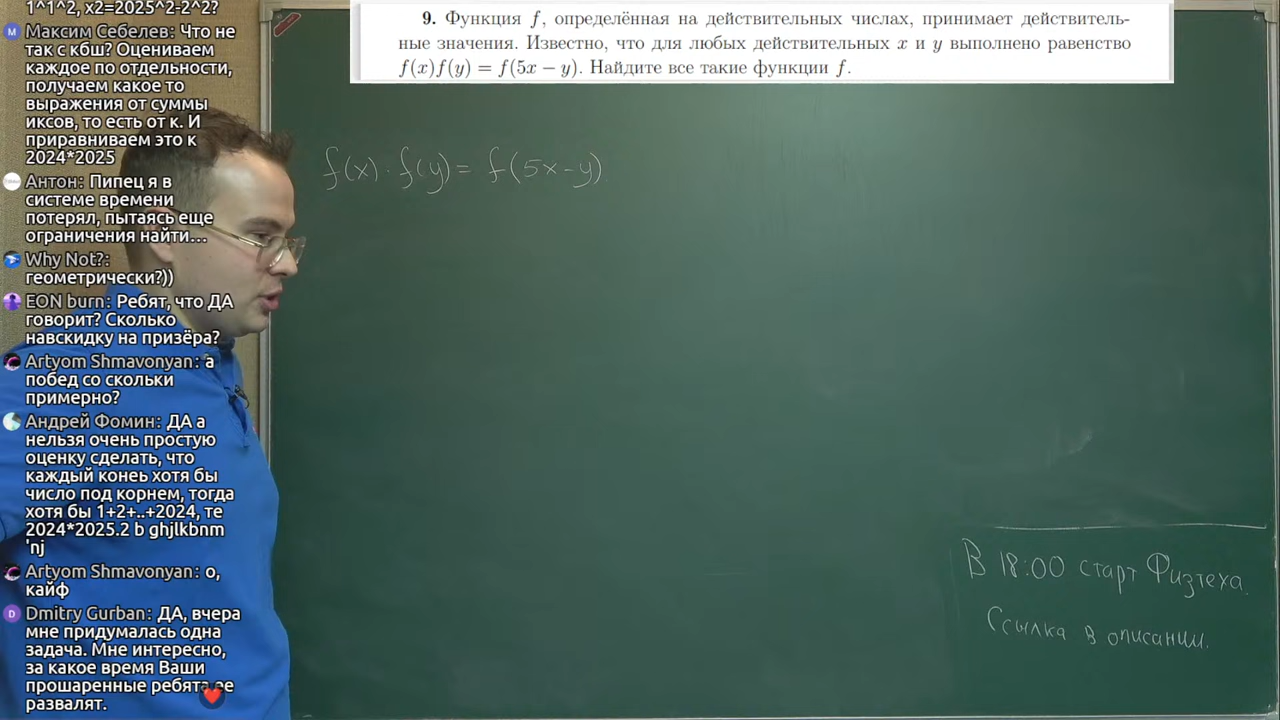 1^1^2, x2=2025^2-2^2?
Максим Себелев: Что не
так с кбш? Оцениваем
каждое по отдельности,
получаем какое то
выражения от суммы
иксов, то есть от к. И
приравниваем это к
2024*2025
Антон: Пипец я в
системе времени
потерял, пытаясь еще
ограничения найти...
Why Not?:
геометрически?))
EON burn: Ребят, что ДА
говорит? Сколько
навскидку на призёра?
Artyom Shmavonyan: а
побед со скольки
примерно?
Андрей Фомин: ДА а
нельзя очень простую
оценку сделать, что
каждый конеь хотя бы
число под корнем, тогда
хотя бы 1+2+..+2024, те
2024*2025.2 b ghjlkbnm
'nj
Artyom Shmavonyan: о,
кайф
Dmitry Gurban: ДА, вчера
мне придумалась одна
задача. Мне интересно,
за какое время Ваши
прошаренные ребята ее
развалят.
9. Функция f, определённая на действительных числах, принимает действитель-
ные значения. Известно, что для любых действительных x и y выполнено равенство
f(x)f(y) = f(5x − y). Найдите все такие функции f.
f(x) · f(y) = f(5x-y)
В 18:00 старт Физтеха.
Ссылка в описании.